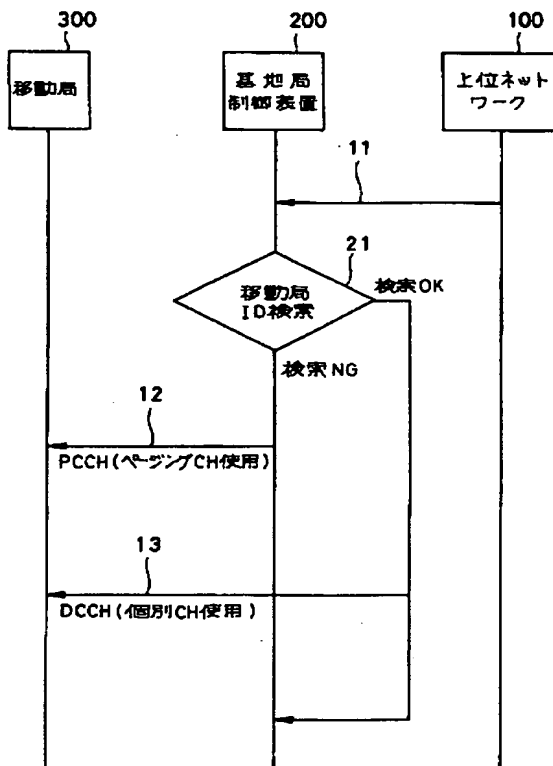 300
200
100
移動局
基地局
制御装置
上位ネット
ワーク
11
21
移動局
ID検索
検索OK
検索NG
12
PCCH(ページングCH使用)
13
DCCH(個別CH使用)